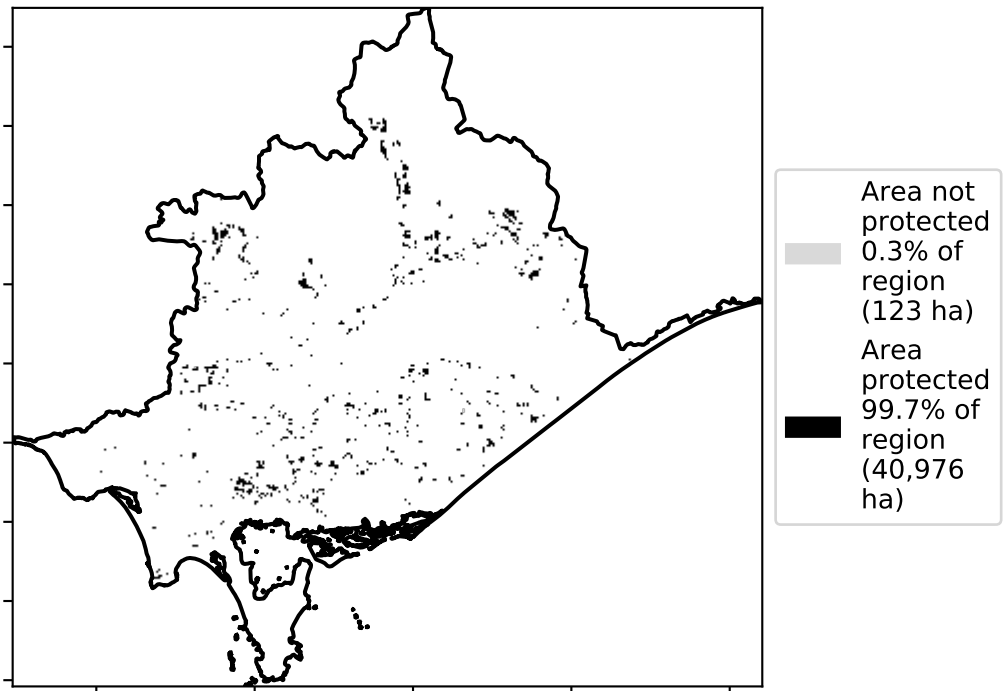 Area not
protected
0.3% of
region
(123 ha)
Area
protected
99.7% of
region
(40,976
ha)